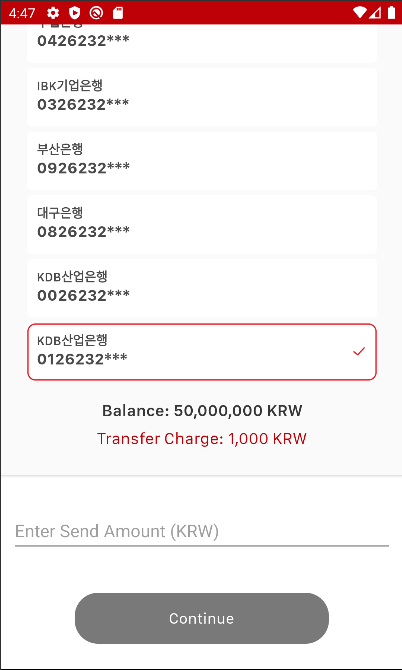 4:47
0426232***
IBK기업은행
0326232***
부산은행
0926232***
대구은행
0826232***
KDB산업은행
0026232***
KDB산업은행
0126232***
Balance: 50,000,000 KRW
Transfer Charge: 1,000 KRW
Enter Send Amount (KRW)
Continue